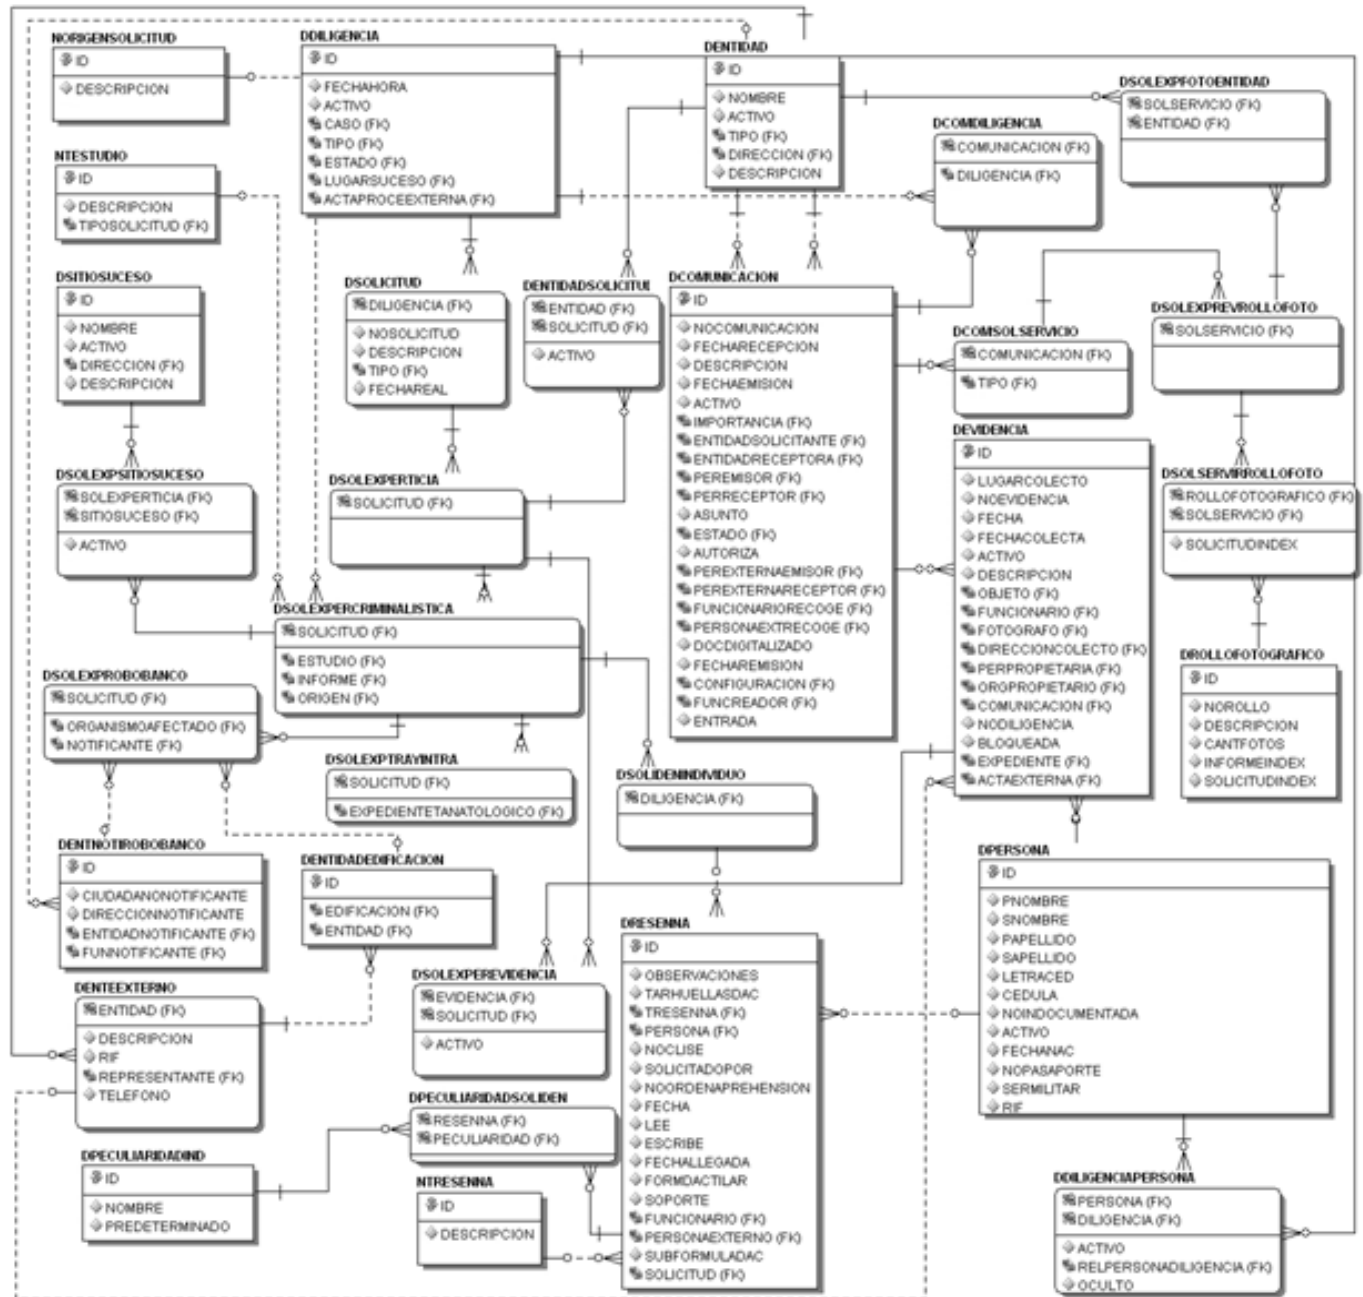 NORIGENSOLICITUD
ID
DESCRIPCION
DDILIGENCIA
ID
FECHAHORA
ACTIVO
CASO (FK)
TIPO (FK)
ESTADO (FK)
LUGARSUCESO (FK)
ACTAPROCEEXTERNA (FK)
DENTIDAD
ID
NOMBRE
ACTIVO
TIPO (FK)
DIRECCION (FK)
DESCRIPCION
DSOLEXPFOTOENTIDAD
SOLSERVICIO (FK)
ENTIDAD (FK)
DCOMDILIGENCIA
COMUNICACION (FK)
DILIGENCIA (FK)
NTESTUDIO
ID
DESCRIPCION
TIPOSOLICITUD (FK)
DSITIOSUCESO
ID
NOMBRE
ACTIVO
DIRECCION (FK)
DESCRIPCION
DSOLICITUD
DILIGENCIA (FK)
NOSOLICITUD
DESCRIPCION
TIPO (FK)
FECHAREAL
DENTIDADSOLICITUI
ENTIDAD (FK)
SOLICITUD (FK)
ACTIVO
DCOMUNICACION
ID
NOCOMUNICACION
FECHARECEPCION
DESCRIPCION
FECHAEMISION
ACTIVO
IMPORTANCIA (FK)
ENTIDADSOLICITANTE (FK)
ENTIDADRECEPTORA (FK)
PEREMISOR (FK)
PERRECEPTOR (FK)
ASUNTO
ESTADO (FK)
AUTORIZA
PEREXTERNAEMISOR (FK)
PEREXTERNARECEPTOR (FK)
FUNCIONARIORECOGE (FK)
PERSONAEXTRECOGE (FK)
DOCDIGITALIZADO
FECHAREMISION
CONFIGURACION (FK)
FUNCREADOR (FK)
ENTRADA
DCOMSOLSERVICIO
COMUNICACION (FK)
TIPO (FK)
DSOLEXPREVROLLOFOTO
SOLSERVICIO (FK)
DEVIDENCIA
ID
LUGARCOLECTO
NOEVIDENCIA
FECHA
FECHACOLECTA
ACTIVO
DESCRIPCION
OBJETO (FK)
FUNCIONARIO (FK)
FOTOGRAFO (FK)
DIRECCIONCOLECTO (FK)
PERPROPIETARIA (FK)
ORGPROPIETARIO (FK)
COMUNICACION (FK)
NODILIGENCIA
BLOQUEADA
EXPEDIENTE (FK)
ACTAEXTERNA (FK)
DSOLSERVIRROLLOFOTO
ROLLOFOTOGRAFICO (FK)
SOLSERVICIO (FK)
SOLICITUDINDEX
DSOLEXPSITIOSUCESO
SOLEXPERTICIA (FK)
SITIOSUCESO (FK)
ACTIVO
DSOLEXPERTICIA
SOLICITUD (FK)
DSOLEXPERCRIMINALISTICA
SOLICITUD (FK)
ESTUDIO (FK)
INFORME (FK)
ORIGEN (FK)
DROLLOFOTOGRAFICO
ID
NOROLLO
DESCRIPCION
CANTFOTOS
INFORMEINDEX
SOLICITUDINDEX
DSOLEXPROBOBANCO
SOLICITUD (FK)
ORGANISMOAFECTADO (FK)
NOTIFICANTE (FK)
DSOLEXPTRAYINTRA
SOLICITUD (FK)
EXPEDIENTETANATOLOGICO (FK)
DSOLIDENINDIVIDUO
DILIGENCIA (FK)
DENTNOTIROBOBANCO
ID
CIUDADANONOTIFICANTE
DIRECCIONNOTIFICANTE
ENTIDADNOTIFICANTE (FK)
FUNNOTIFICANTE (FK)
DENTIDADEDIFICACION
ID
EDIFICACION (FK)
ENTIDAD (FK)
DPERSONA
ID
PNOMBRE
SNOMBRE
PAPELLIDO
SAPELLIDO
LETRACED
CEDULA
NOINDOCUMENTADA
ACTIVO
FECHANAC
NOPASAPORTE
SERMILITAR
RIF
DRESENNA
ID
OBSERVACIONES
TARHUELLASDAC
TRESENNA (FK)
PERSONA (FK)
NOCLISE
SOLICITADOPOR
NOORDENAPREHENSION
FECHA
LEE
ESCRIBE
FECHALLEGADA
FORMDACTILAR
SOPORTE
FUNCIONARIO (FK)
PERSONAEXTERNO (FK)
SUBFORMULADAC
SOLICITUD (FK)
DSOLEXPEREVIDENCIA
EVIDENCIA (FK)
SOLICITUD (FK)
ACTIVO
DENTEEXTERNO
ENTIDAD (FK)
DESCRIPCION
RIF
REPRESENTANTE (FK)
TELEFONO
DPECULIARIDADSOLIDEN
RESENNA (FK)
PECULIARIDAD (FK)
DPECULIARIDADIND
ID
NOMBRE
PREDETERMINADO
NTRESENNA
ID
DESCRIPCION
DDILIGENCIAPERSONA
PERSONA (FK)
DILIGENCIA (FK)
ACTIVO
RELPERSONADILIGENCIA (FK)
OCULTO